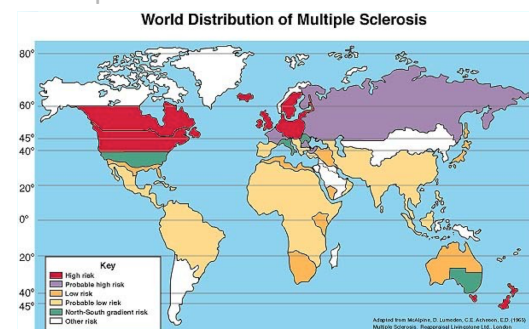 World Distribution of Multiple Sclerosis
80°
60°
45°
40°
20°
0°
20°
40°
45°
Key
High risk
Probable high risk
Low risk
Probable low risk
North-South gradient risk
Other risk
Adapted from McAlpine, D, Lumsden, C.E, Acheson, E.D. (1965)
Multiple Sclerosis. Reappraisal Livingstone Ltd., London.